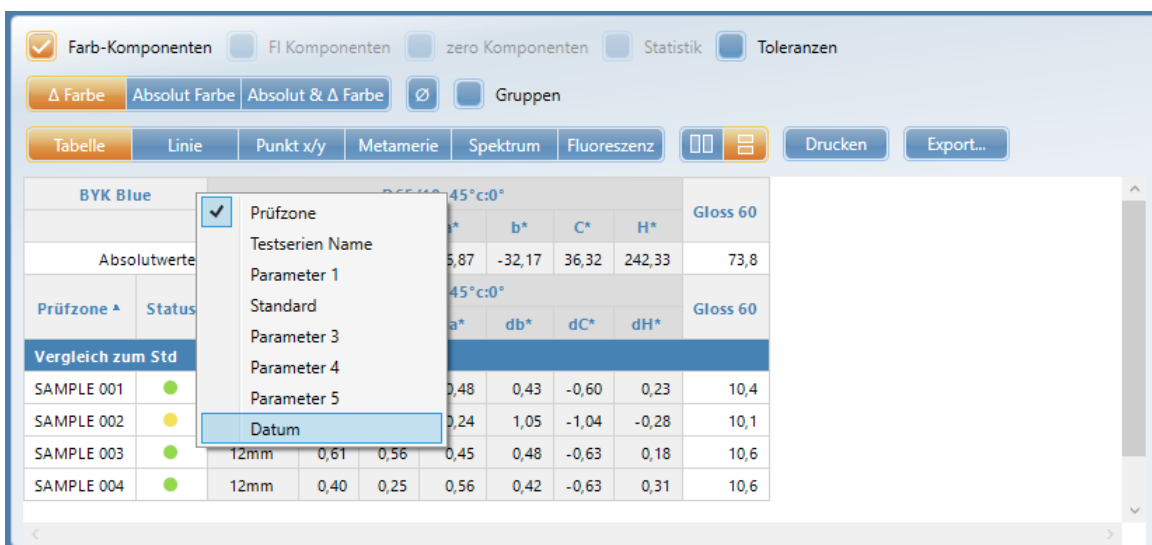 Farb-Komponenten FI Komponenten zero Komponenten Statistik Toleranzen
Δ Farbe Absolut Farbe Absolut & Δ Farbe Ø Gruppen
Tabelle Linie Punkt x/y Metamerie Spektrum Fluoreszenz Drucken Export...
BYK Blue 45°c:0° Gloss 60
b* C* H*
Absolutwerte -32,17 36,32 242,33 73,8
Prüfzone Status 45°c:0° Gloss 60
db* dC* dH*
Vergleich zum Std
SAMPLE 001 0,43 -0,60 0,23 10,4
SAMPLE 002 1,05 -1,04 -0,28 10,1
SAMPLE 003 12mm 0,61 0,56 0,45 0,48 -0,63 0,18 10,6
SAMPLE 004 12mm 0,40 0,25 0,56 0,42 -0,63 0,31 10,6
Prüfzone
Testserien Name
Parameter 1
Standard
Parameter 3
Parameter 4
Parameter 5
Datum